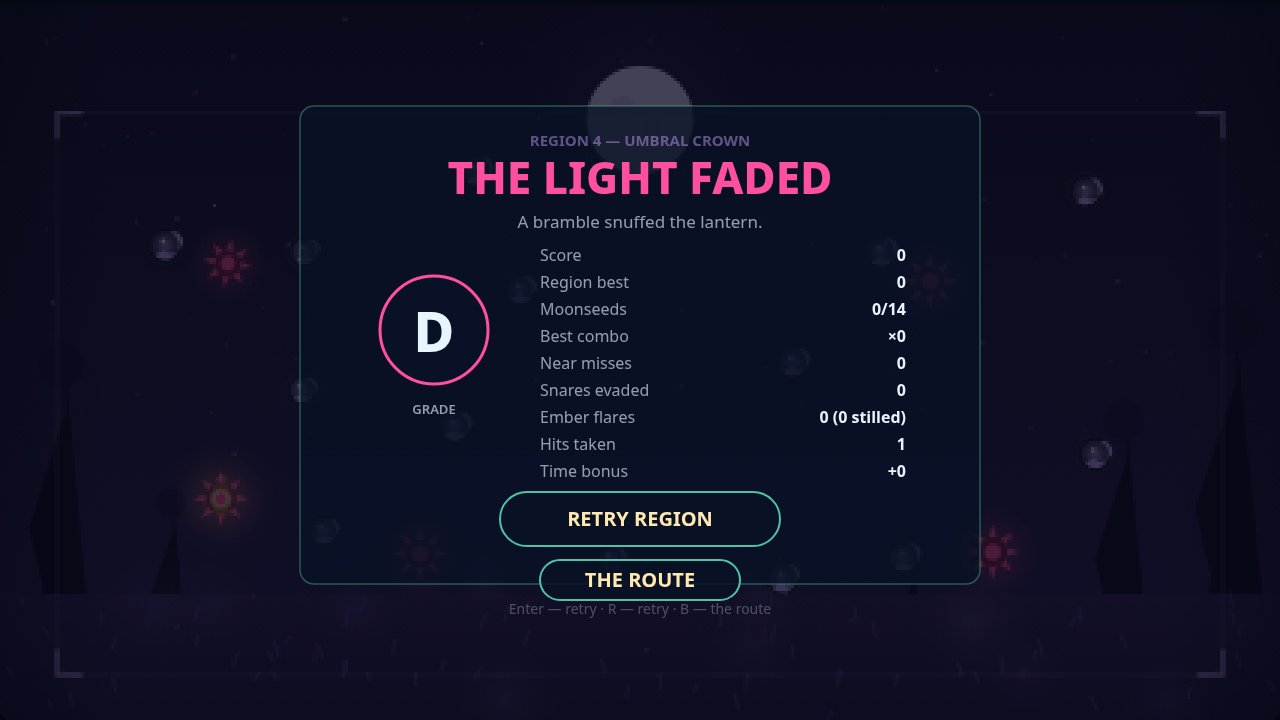 REGION 4 — UMBRAL CROWN
THE LIGHT FADED
A bramble snuffed the lantern.
Score 0
Region best 0
Moonseeds 0/14
Best combo ×0
Near misses 0
Snares evaded 0
Ember flares 0 (0 stilled)
Hits taken 1
Time bonus +0
D
GRADE
RETRY REGION
THE ROUTE
Enter — retry · R — retry · B — the route